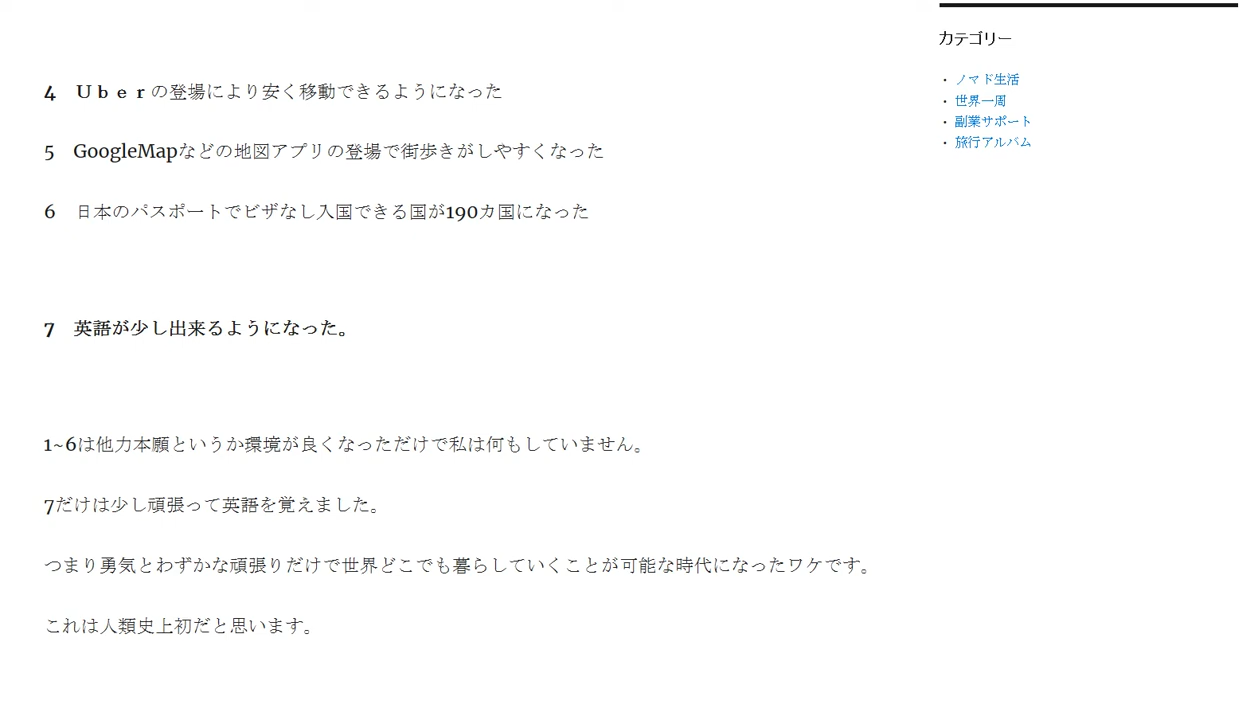 4　Ｕｂｅｒの登場により安く移動できるようになった
5　GoogleMapなどの地図アプリの登場で街歩きがしやすくなった
6　日本のパスポートでビザなし入国できる国が190カ国になった
7　英語が少し出来るようになった。
1~6は他力本願というか環境が良くなっただけで私は何もしていません。
7だけは少し頑張って英語を覚えました。
つまり勇気とわずかな頑張りだけで世界どこでも暮らしていくことが可能な時代になったワケです。
これは人類史上初だと思います。
カテゴリー
・ノマド生活
・世界一周
・副業サポート
・旅行アルバム